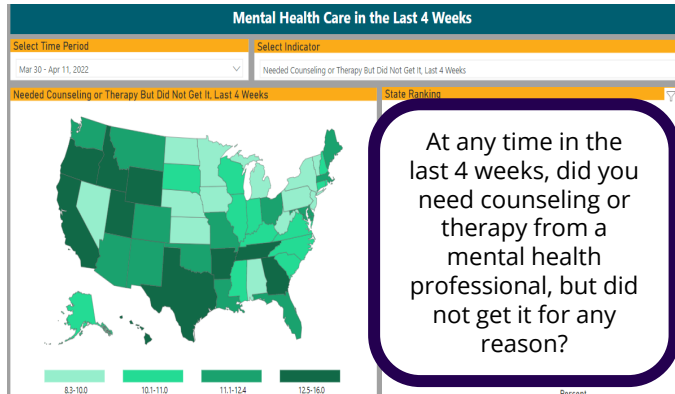 Mental Health Care in the Last 4 Weeks
Select Time Period
Select Indicator
Mar 30 - Apr 11, 2022
Needed Counseling or Therapy But Did Not Get It, Last 4 Weeks
Needed Counseling or Therapy But Did Not Get It, Last 4 Weeks
State Ranking
At any time in the
last 4 weeks, did you
need counseling or
therapy from a
mental health
professional, but did
not get it for any
reason?
8.3-10.0
10.1-11.0
11.1-12.4
12.5-16.0
Percent